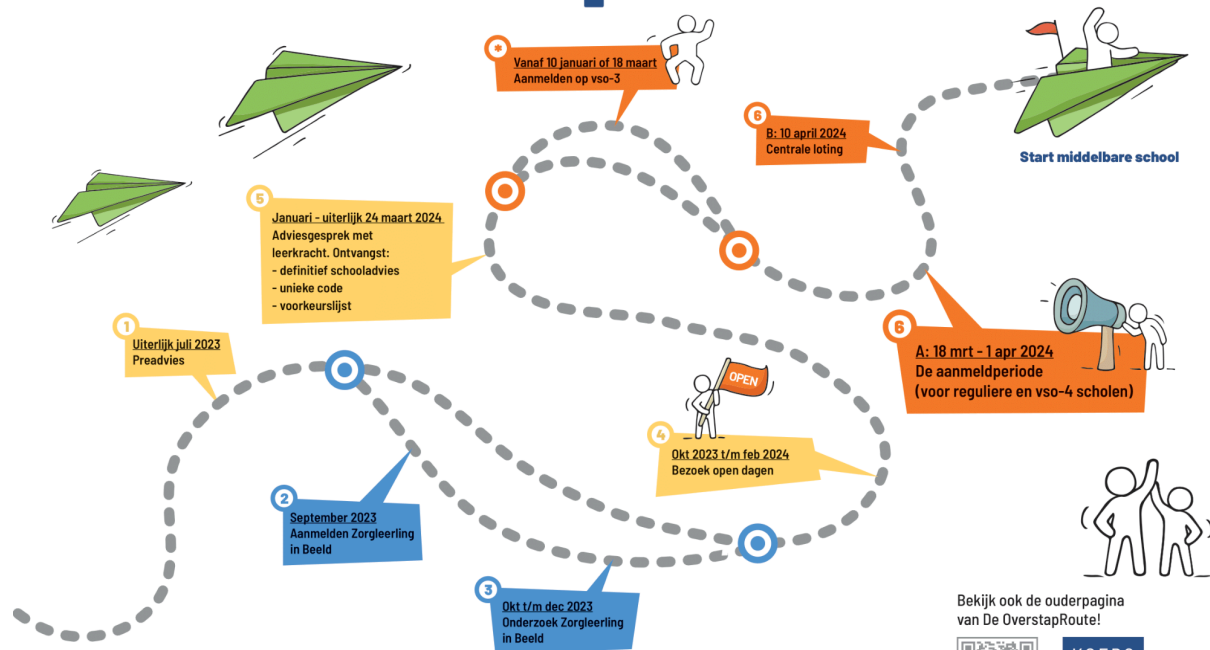 1
Uiterlijk juli 2023
Preadvies
2
September 2023
Aanmelden Zorgleerling
in Beeld
3
Okt t/m dec 2023
Onderzoek Zorgleerling
in Beeld
4
Okt 2023 t/m feb 2024
Bezoek open dagen
OPEN
5
Januari - uiterlijk 24 maart 2024
Adviesgesprek met
leerkracht. Ontvangst:
- definitief schooladvies
- unieke code
- voorkeurslijst
*
Vanaf 10 januari of 18 maart
Aanmelden op vso-3
6
A: 18 mrt - 1 apr 2024
De aanmeldperiode
(voor reguliere en vso-4 scholen)
6
B: 10 april 2024
Centrale loting
Start middelbare school
Bekijk ook de ouderpagina
van De OverstapRoute!